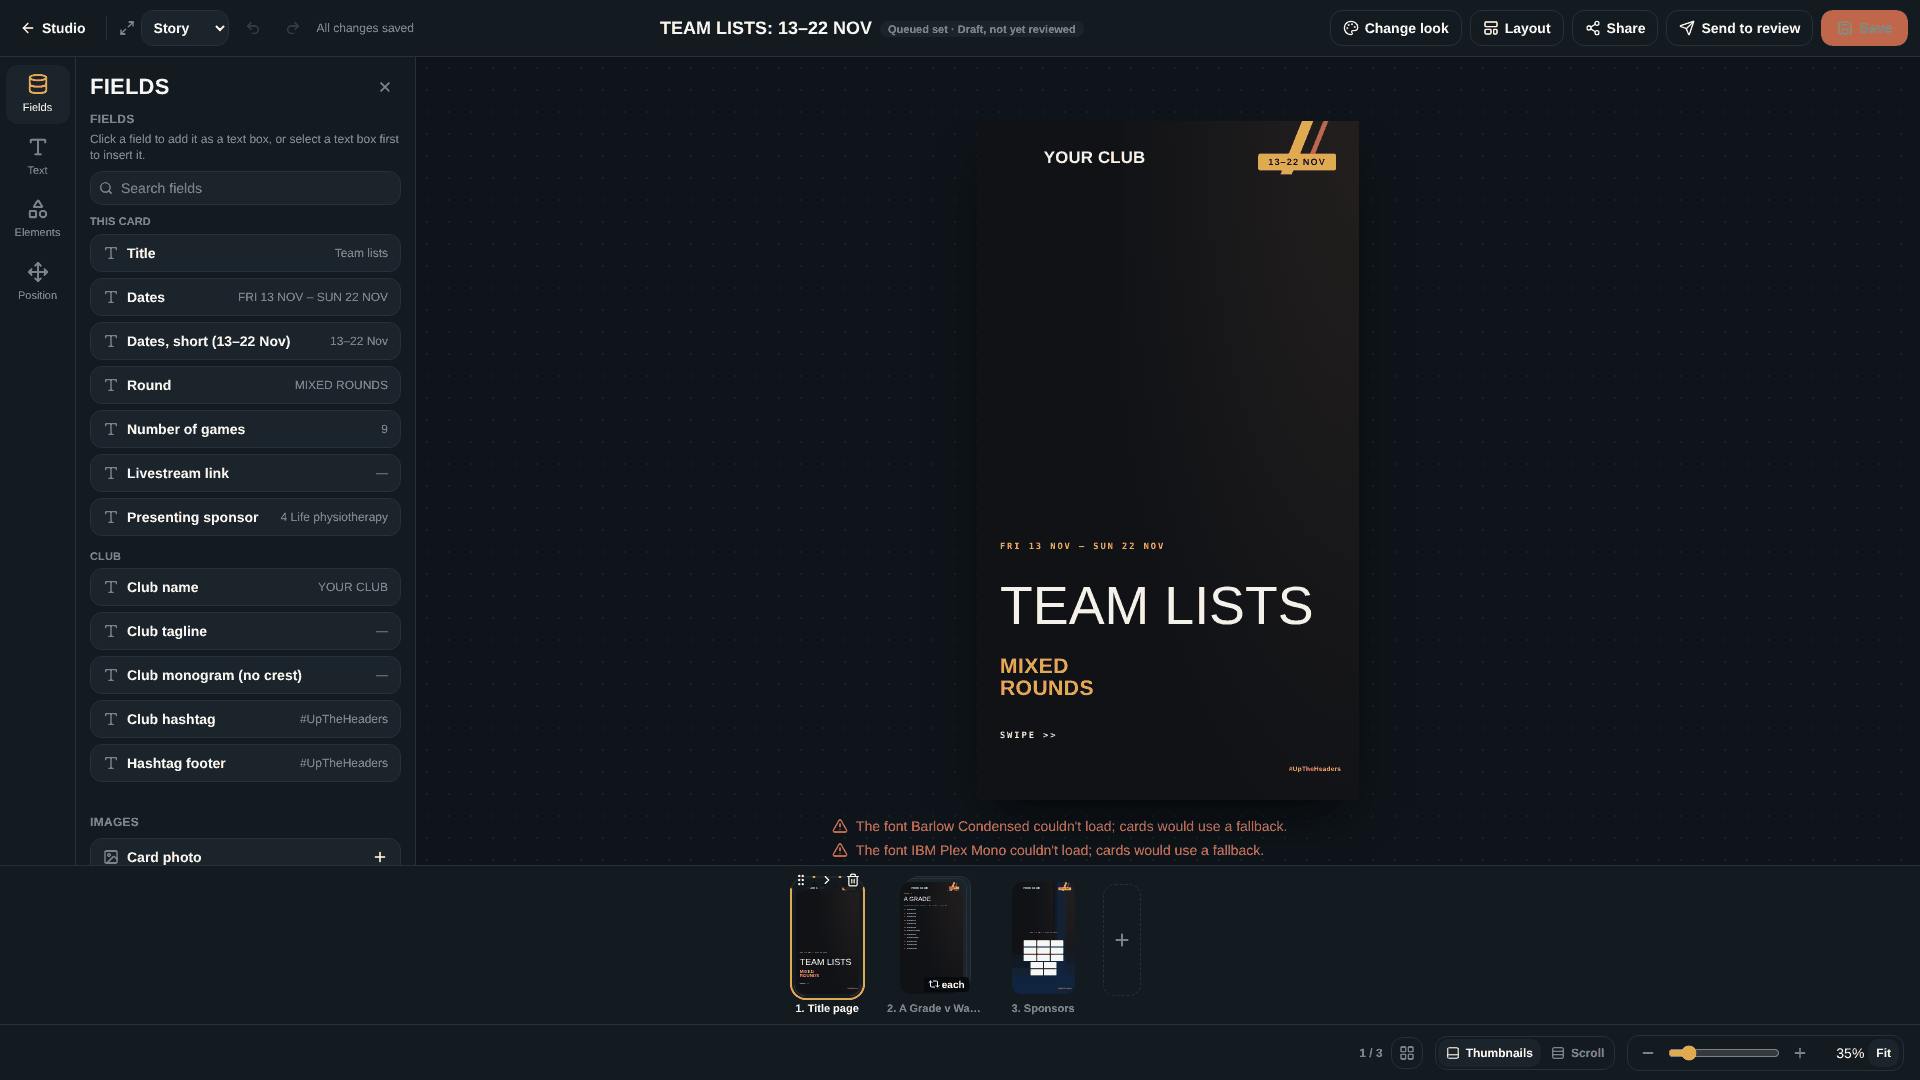 Studio
Story
All changes saved
TEAM LISTS: 13–22 NOV
Queued set · Draft, not yet reviewed
Change look
Layout
Share
Send to review
Save
Fields
Text
Elements
Position
FIELDS
FIELDS
Click a field to add it as a text box, or select a text box first
to insert it.
Search fields
THIS CARD
Title Team lists
Dates FRI 13 NOV – SUN 22 NOV
Dates, short (13–22 Nov) 13–22 Nov
Round MIXED ROUNDS
Number of games 9
Livestream link —
Presenting sponsor 4 Life physiotherapy
CLUB
Club name YOUR CLUB
Club tagline —
Club monogram (no crest) —
Club hashtag #UpTheHeaders
Hashtag footer #UpTheHeaders
IMAGES
Card photo
YOUR CLUB
13–22 NOV
FRI 13 NOV – SUN 22 NOV
TEAM LISTS
MIXED
ROUNDS
SWIPE >>
#UpTheHeaders
The font Barlow Condensed couldn't load; cards would use a fallback.
The font IBM Plex Mono couldn't load; cards would use a fallback.
TEAM LISTS
MIXED
ROUNDS
A GRADE
each
1. Title page
2. A Grade v Wa...
3. Sponsors
1 / 3
Thumbnails
Scroll
35%
Fit